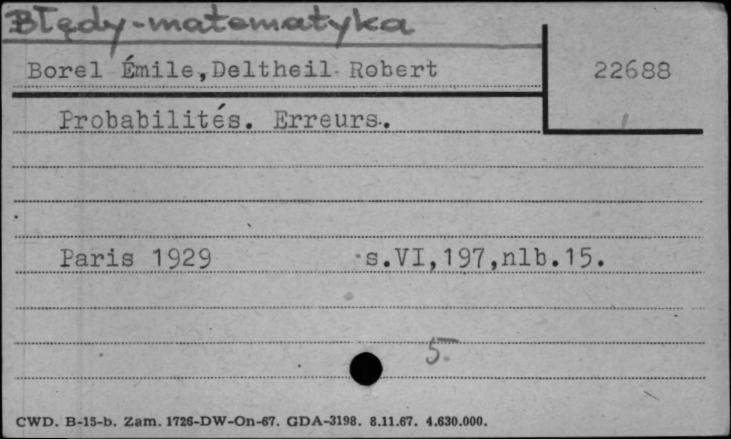 Błędy-matematyka
Borel Émile,Deltheil Robert
22688
Probabilités. Erreurs.
Paris 1929 s.VI,197,nlb.15.
5.
CWD. B-15-b. Zam. 1726-DW-On-67. GDA-3198. 8.11.67. 4.630.000.